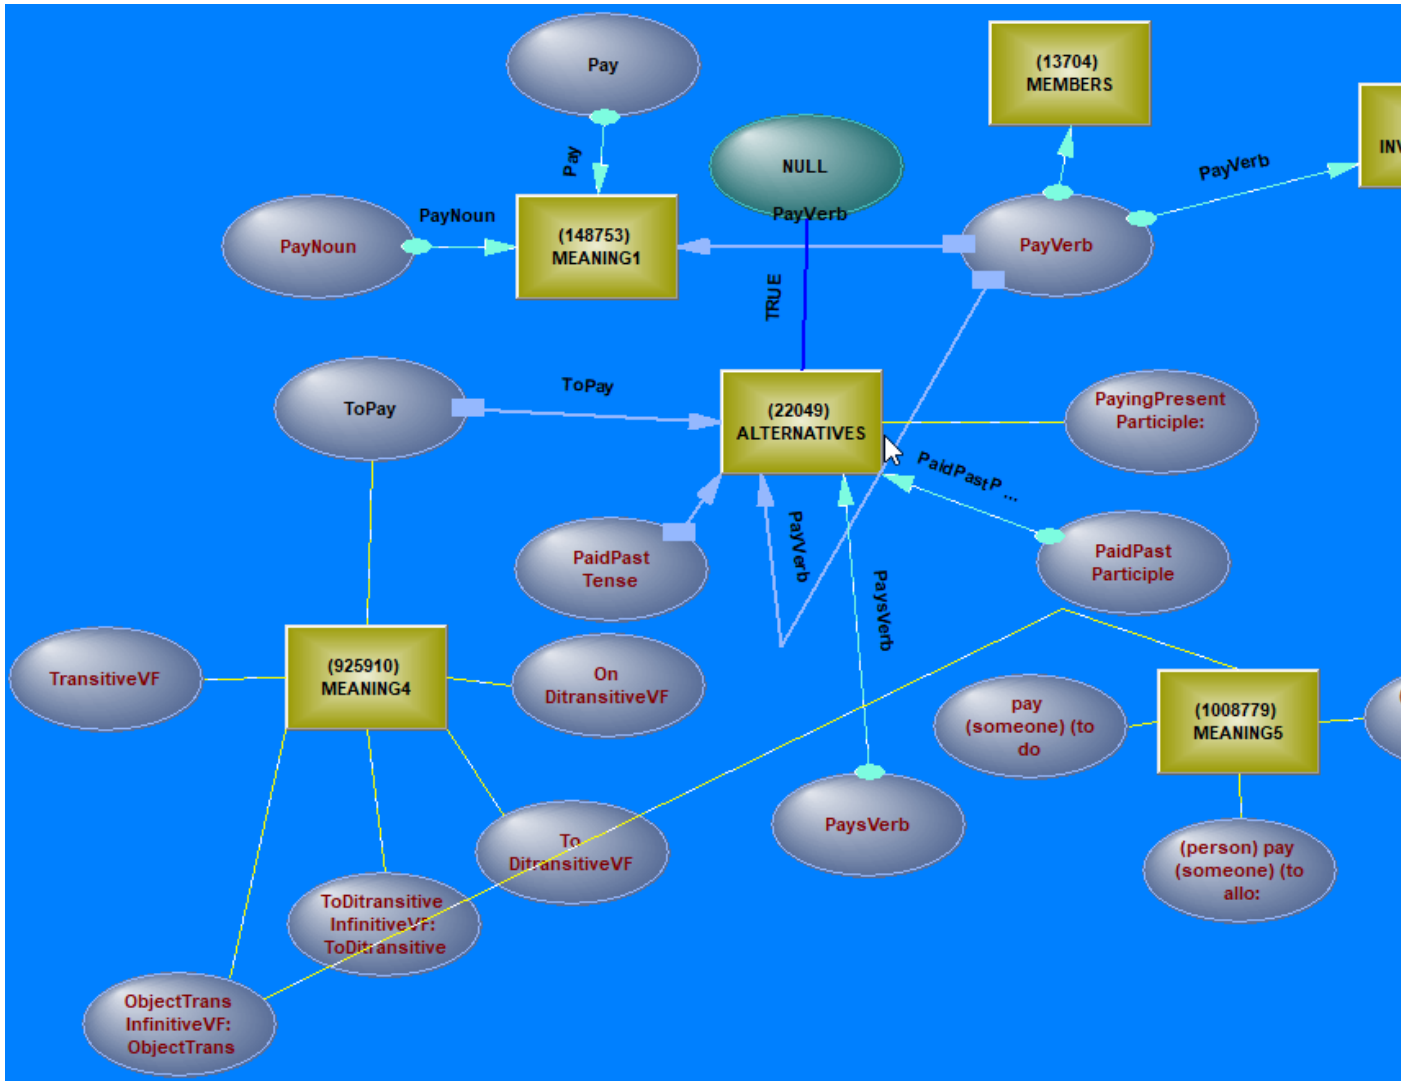 Pay
(13704)
MEMBERS
NULL
PayVerb
INV
Pay
PayNoun
PayNoun
(148753)
MEANING1
PayVerb
PayVerb
TRUE
ToPay
ToPay
(22049)
ALTERNATIVES
PayingPresent
Participle:
PaidPastP...
PayVerb
PaidPast
Tense
PaidPast
Participle
PaysVerb
TransitiveVF
(925910)
MEANING4
On
DitransitiveVF
pay
(someone) (to
do
(1008779)
MEANING5
(
PaysVerb
To
DitransitiveVF
(person) pay
(someone) (to
allo:
ToDitransitive
InfinitiveVF:
ToDitransitive
ObjectTrans
InfinitiveVF:
ObjectTrans